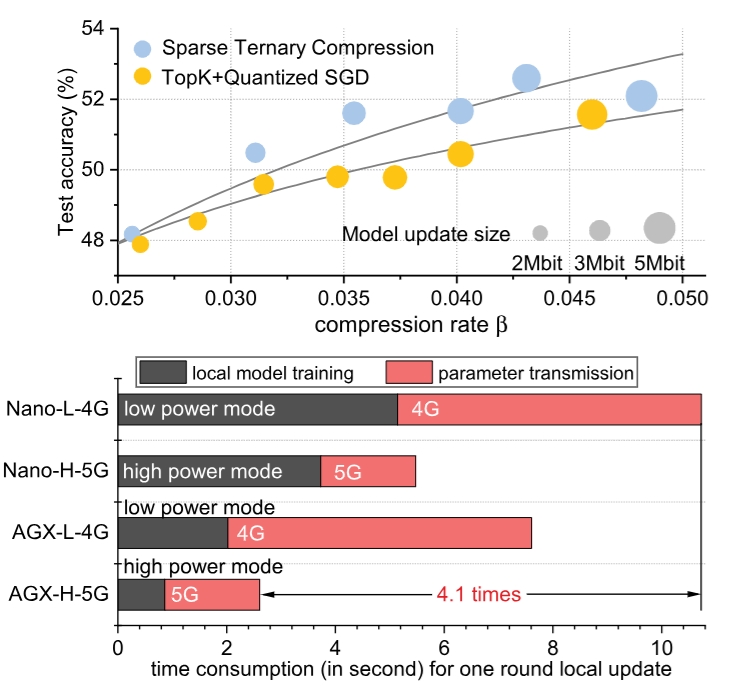 54
52
50
48
Test accuracy (%)
Sparse Ternary Compression
TopK+Quantized SGD
Model update size
2Mbit 3Mbit 5Mbit
0.025 0.030 0.035 0.040 0.045 0.050
compression rate β
local model training parameter transmission
Nano-L-4G low power mode 4G
Nano-H-5G high power mode 5G
low power mode
AGX-L-4G 4G
high power mode
AGX-H-5G 5G 4.1 times
0 2 4 6 8 10
time consumption (in second) for one round local update